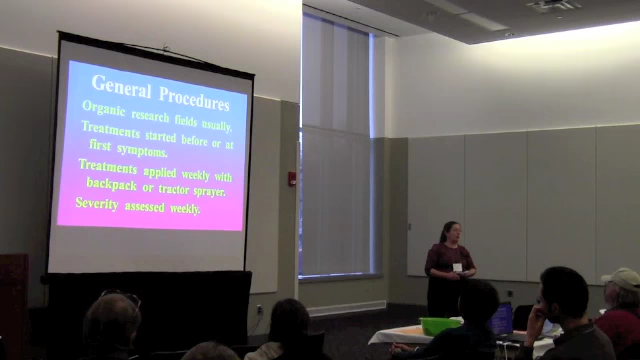 General Procedures
Organic research fields usually.
Treatments started before or at
first symptoms.
Treatments applied weekly with
backpack or tractor sprayer.
Severity assessed weekly.